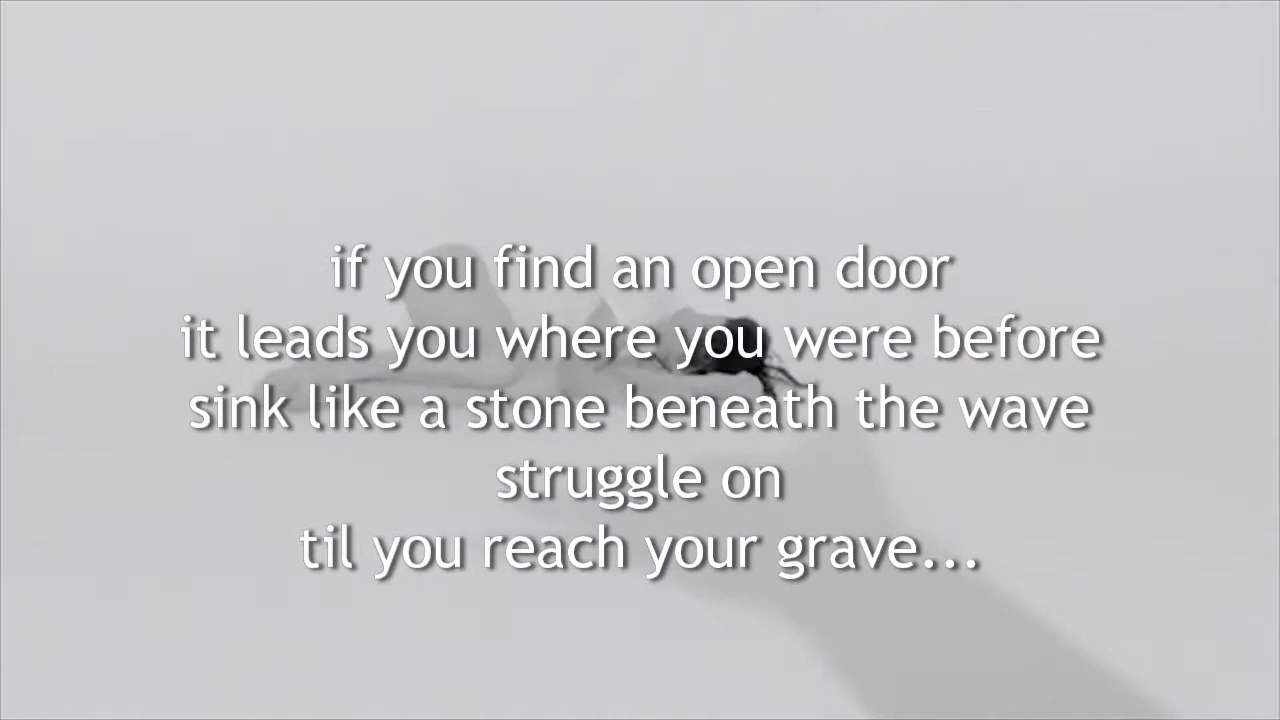 if you find an open door
it leads you where you were before
sink like a stone beneath the wave
struggle on
til you reach your grave...